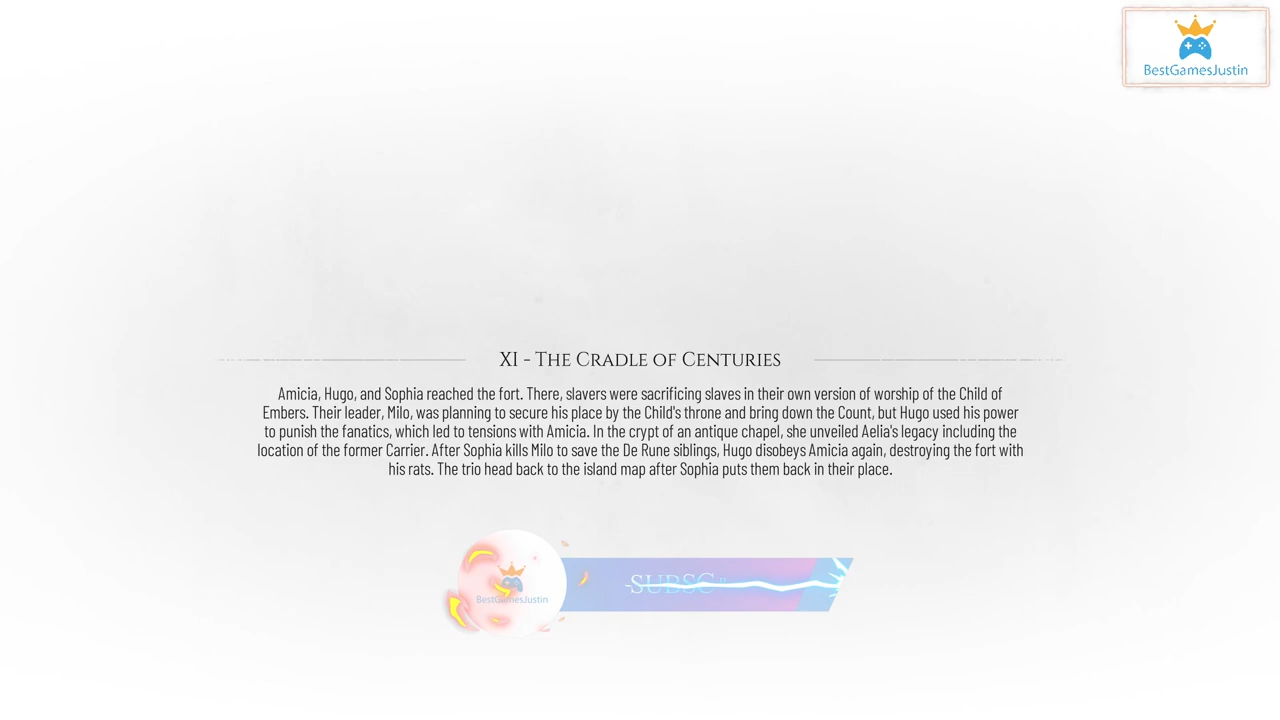 BestGamesJustin
XI - The Cradle of Centuries
Amicia, Hugo, and Sophia reached the fort. There, slavers were sacrificing slaves in their own version of worship of the Child of
Embers. Their leader, Milo, was planning to secure his place by the Child's throne and bring down the Count, but Hugo used his power
to punish the fanatics, which led to tensions with Amicia. In the crypt of an antique chapel, she unveiled Aelia's legacy including the
location of the former Carrier. After Sophia kills Milo to save the De Rune siblings, Hugo disobeys Amicia again, destroying the fort with
his rats. The trio head back to the island map after Sophia puts them back in their place.
SUBSC
BestGamesJustin